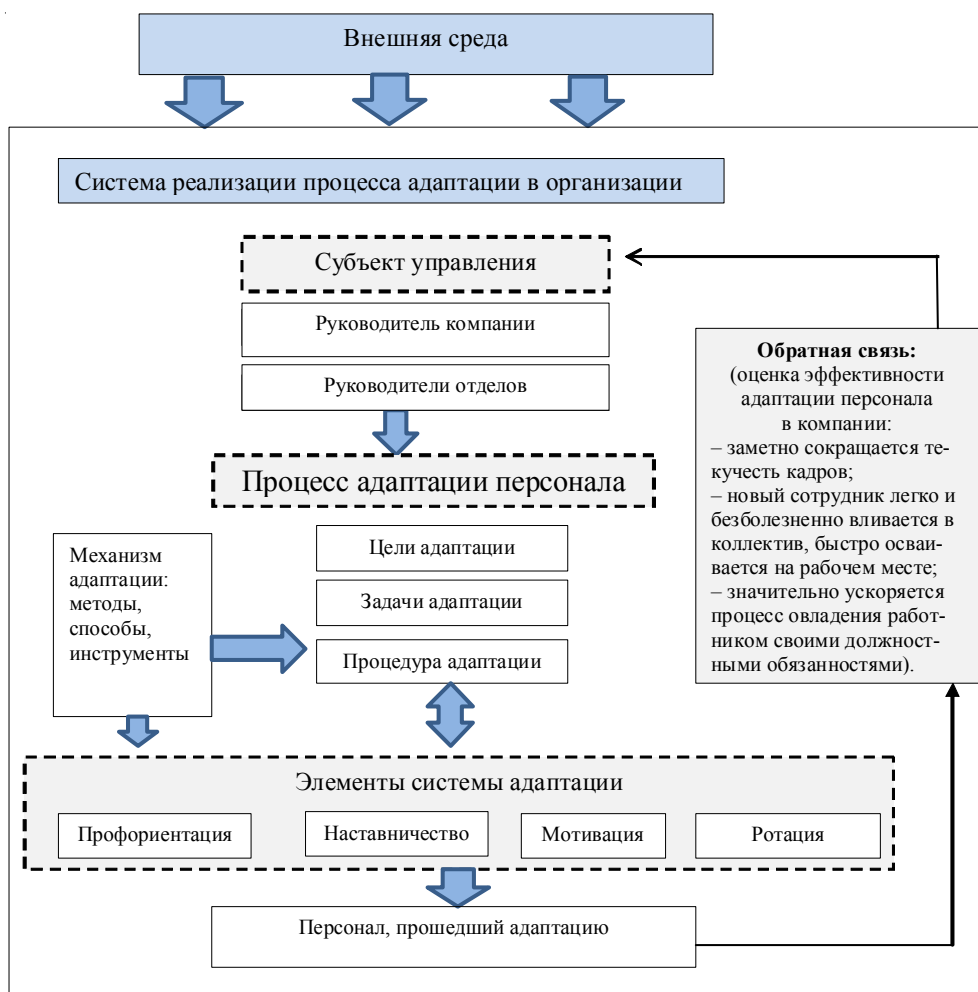 Внешняя среда
Система реализации процесса адаптации в организации
Субъект управления
Руководитель компании
Руководители отделов
Процесс адаптации персонала
Цели адаптации
Задачи адаптации
Процедура адаптации
Механизм
адаптации:
методы,
способы,
инструменты
Обратная связь:
(оценка эффективности
адаптации персонала
в компании:
– заметно сокращается те-
кучесть кадров;
– новый сотрудник легко и
безболезненно вливается в
коллектив, быстро осваи-
вается на рабочем месте;
– значительно ускоряется
процесс овладения работ-
ником своими должност-
ными обязанностями).
Элементы системы адаптации
Профориентация
Наставничество
Мотивация
Ротация
Персонал, прошедший адаптацию